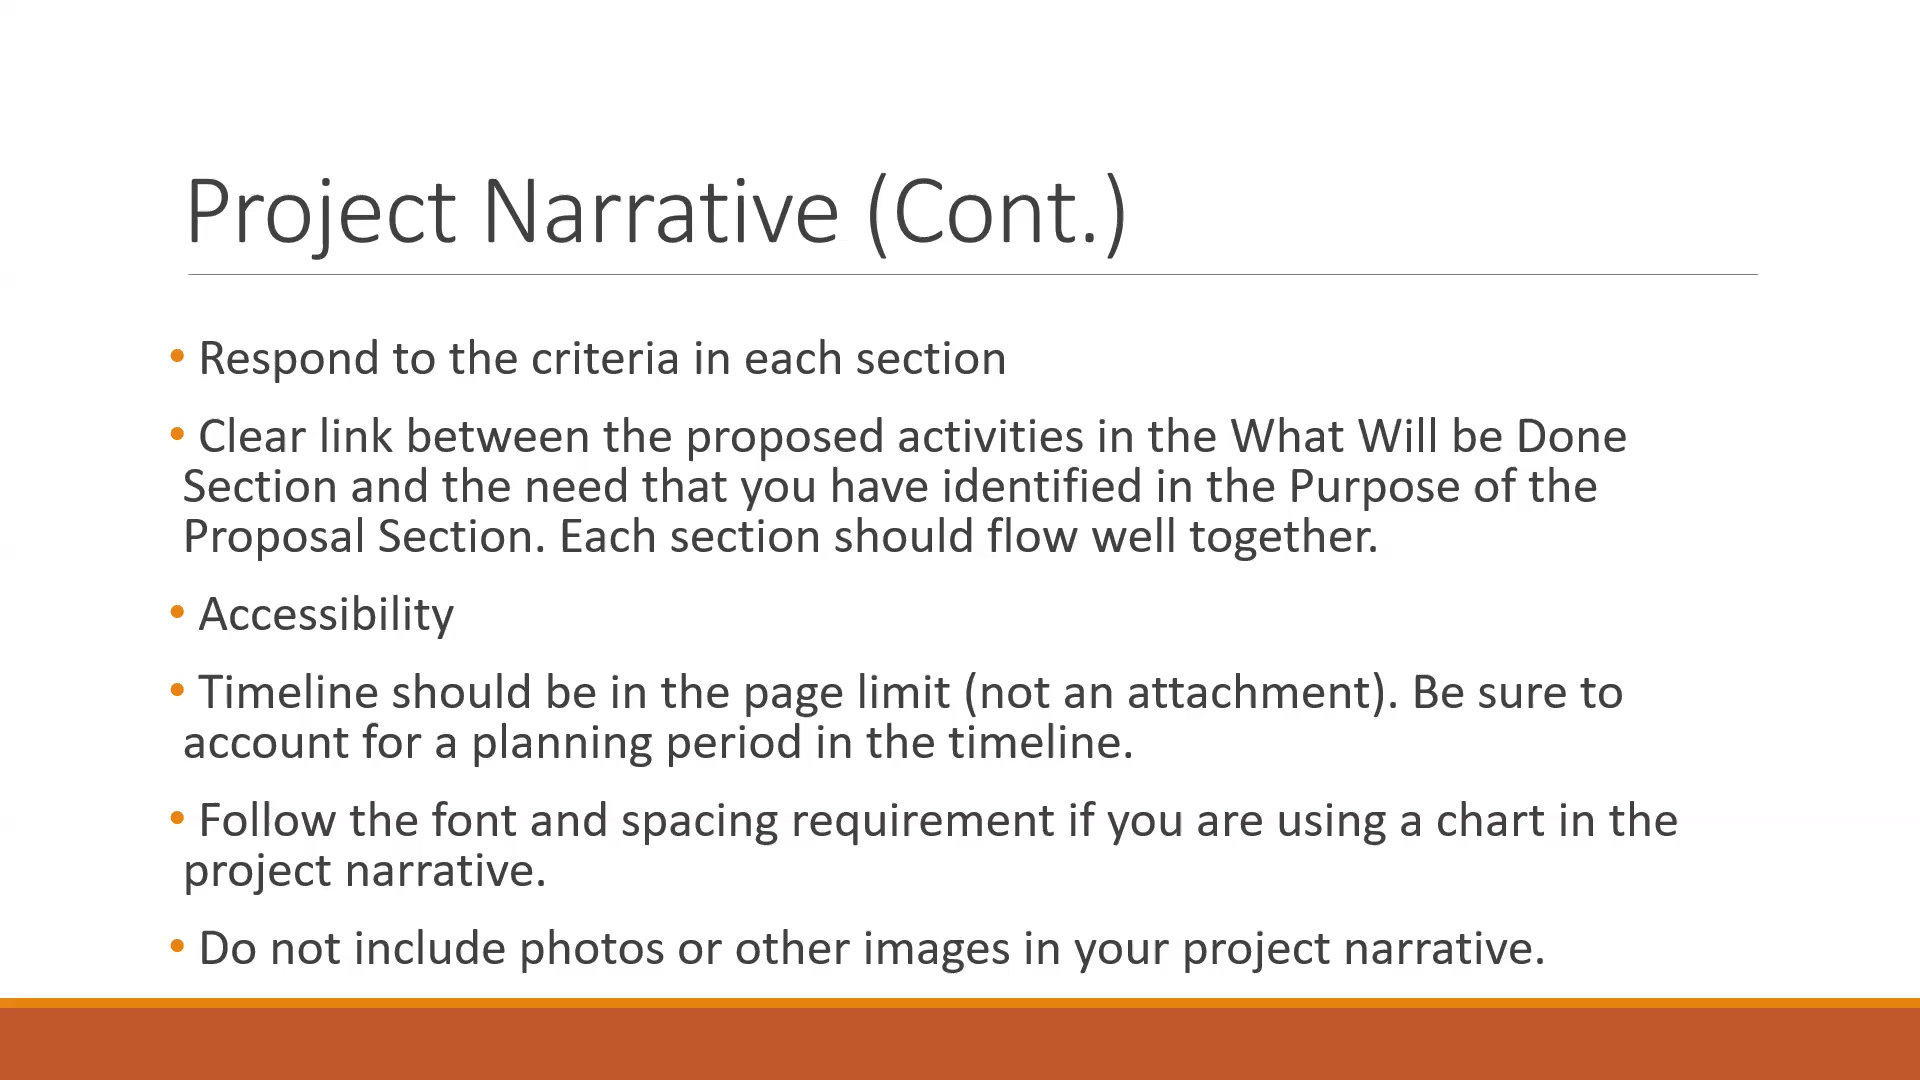 Project Narrative (Cont.)
• Respond to the criteria in each section
• Clear link between the proposed activities in the What Will be Done
Section and the need that you have identified in the Purpose of the
Proposal Section. Each section should flow well together.
• Accessibility
• Timeline should be in the page limit (not an attachment). Be sure to
account for a planning period in the timeline.
• Follow the font and spacing requirement if you are using a chart in the
project narrative.
• Do not include photos or other images in your project narrative.